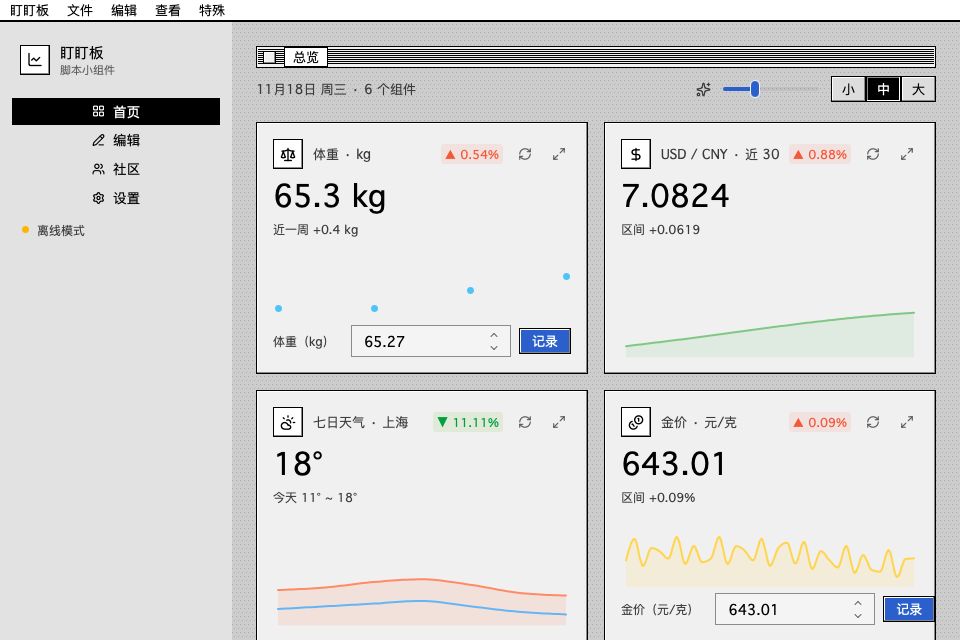 盯盯板 文件 编辑 查看 特殊
盯盯板
脚本小组件
首页
编辑
社区
设置
离线模式
总览
11月18日 周三 · 6 个组件
小 中 大
体重 · kg ▲ 0.54%
65.3 kg
近一周 +0.4 kg
体重（kg） 65.27 记录
USD / CNY · 近 30 ▲ 0.88%
7.0824
区间 +0.0619
七日天气 · 上海 ▼ 11.11%
18°
今天 11° ~ 18°
金价 · 元/克 ▲ 0.09%
643.01
区间 +0.09%
金价（元/克） 643.01 记录